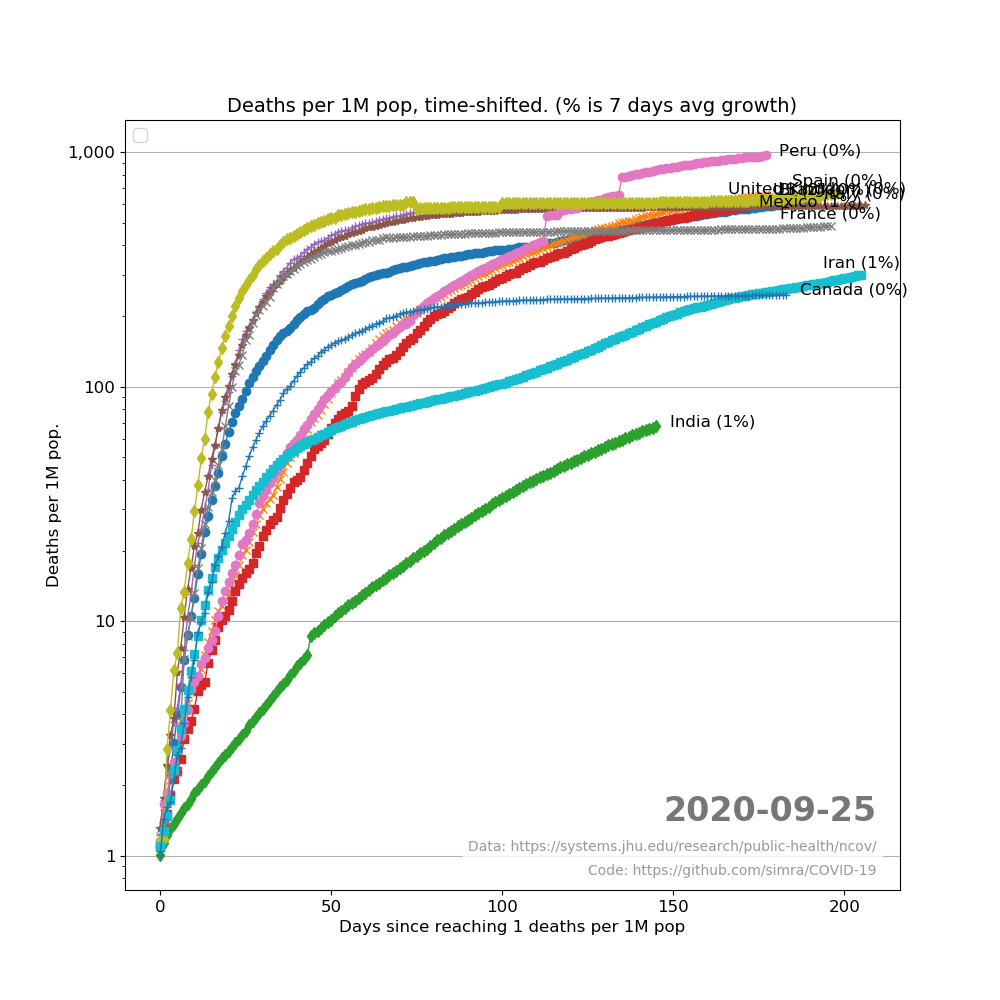 Deaths per 1M pop, time-shifted. (% is 7 days avg growth)
1,000
Peru (0%)
Spain (0%)
United
Mexico (1%)
France (0%)
Iran (1%)
Canada (0%)
100
India (1%)
Deaths per 1M pop.
10
2020-09-25
Data: https://systems.jhu.edu/research/public-health/ncov/
1
Code: https://github.com/simra/COVID-19
0 50 100 150 200
Days since reaching 1 deaths per 1M pop